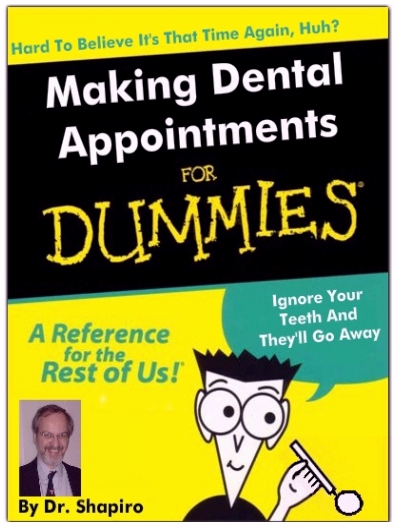 Hard To Believe It's That Time Again, Huh?
Making Dental
Appointments
FOR
DUMMIES®
Ignore Your
Teeth And
They'll Go Away
A Reference
for the
Rest of Us!®
By Dr. Shapiro